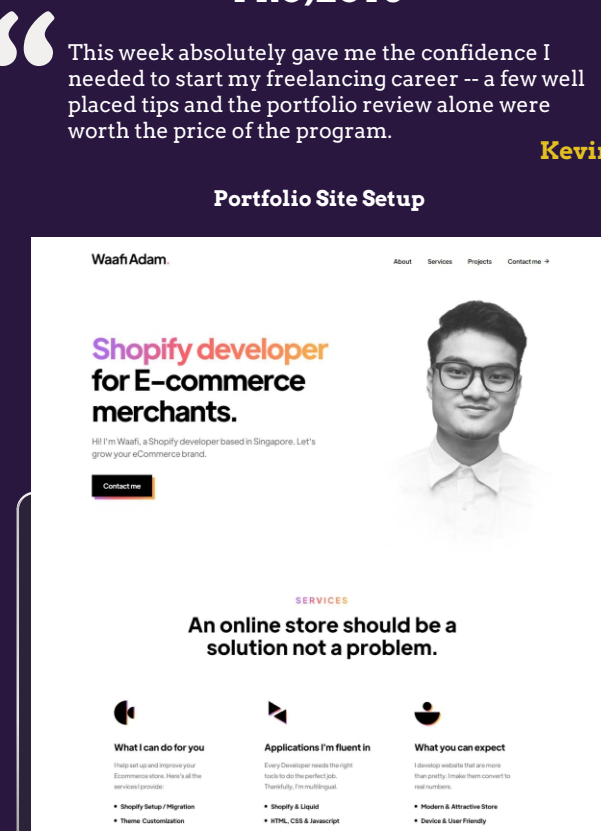 This week absolutely gave me the confidence I
needed to start my freelancing career -- a few well
placed tips and the portfolio review alone were
worth the price of the program.
Portfolio Site Setup
Waafi Adam.
About Services Projects Contact me →
Shopify developer
for E-commerce
merchants.
Hi! I'm Waafi, a Shopify developer based in Singapore. Let's
grow your eCommerce brand.
Contact me
SERVICES
An online store should be a
solution not a problem.
What I can do for you
I help set up and improve your
Ecommerce store. Here's all the
services I provide:
• Shopify Setup / Migration
• Theme Customization
Applications I'm fluent in
Every Developer needs the right
tools to do the perfect job.
Thankfully, I'm multilingual.
• Shopify & Liquid
• HTML, CSS & Javascript
What you can expect
I develop website that are more
than pretty. I make them convert to
real numbers.
• Modern & Attractive Store
• Device & User Friendly